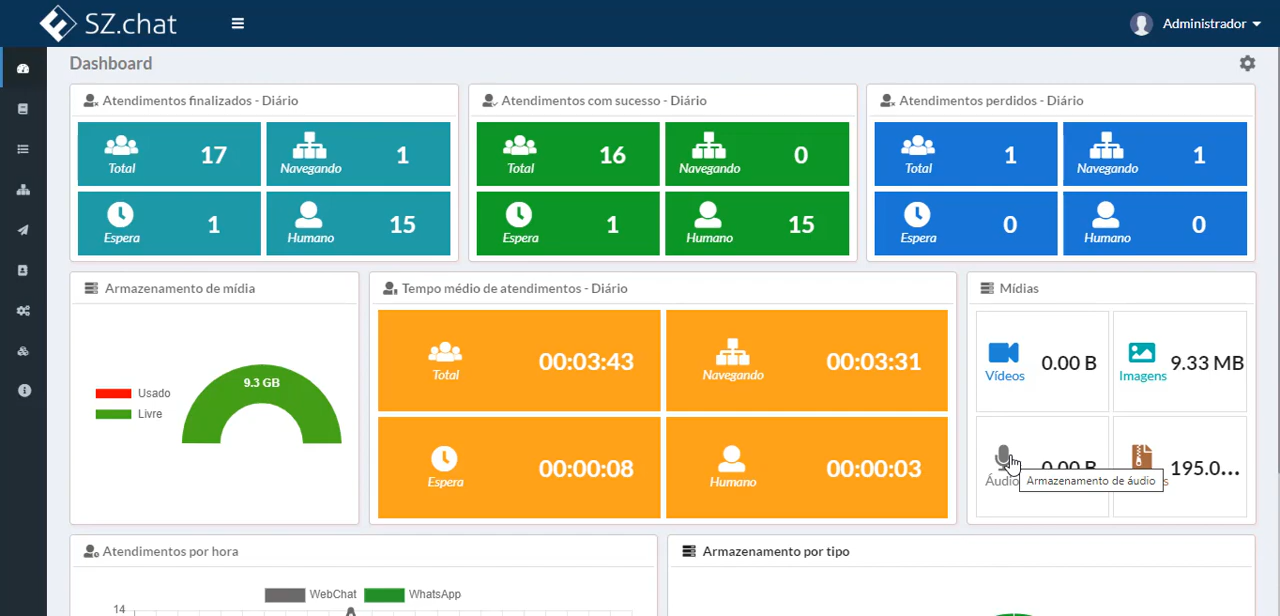 SZ.chat
Administrador
Dashboard
Atendimentos finalizados - Diário
Total 17
Navegando 1
Espera 1
Humano 15
Atendimentos com sucesso - Diário
Total 16
Navegando 0
Espera 1
Humano 15
Atendimentos perdidos - Diário
Total 1
Navegando 1
Espera 0
Humano 0
Armazenamento de mídia
Usado
Livre
9.3 GB
Tempo médio de atendimentos - Diário
Total 00:03:43
Navegando 00:03:31
Espera 00:00:08
Humano 00:00:03
Mídias
Vídeos 0.00 B
Imagens 9.33 MB
Áudio 0.00 B
195.0...
Armazenamento de áudio
Atendimentos por hora
WebChat
WhatsApp
14
Armazenamento por tipo